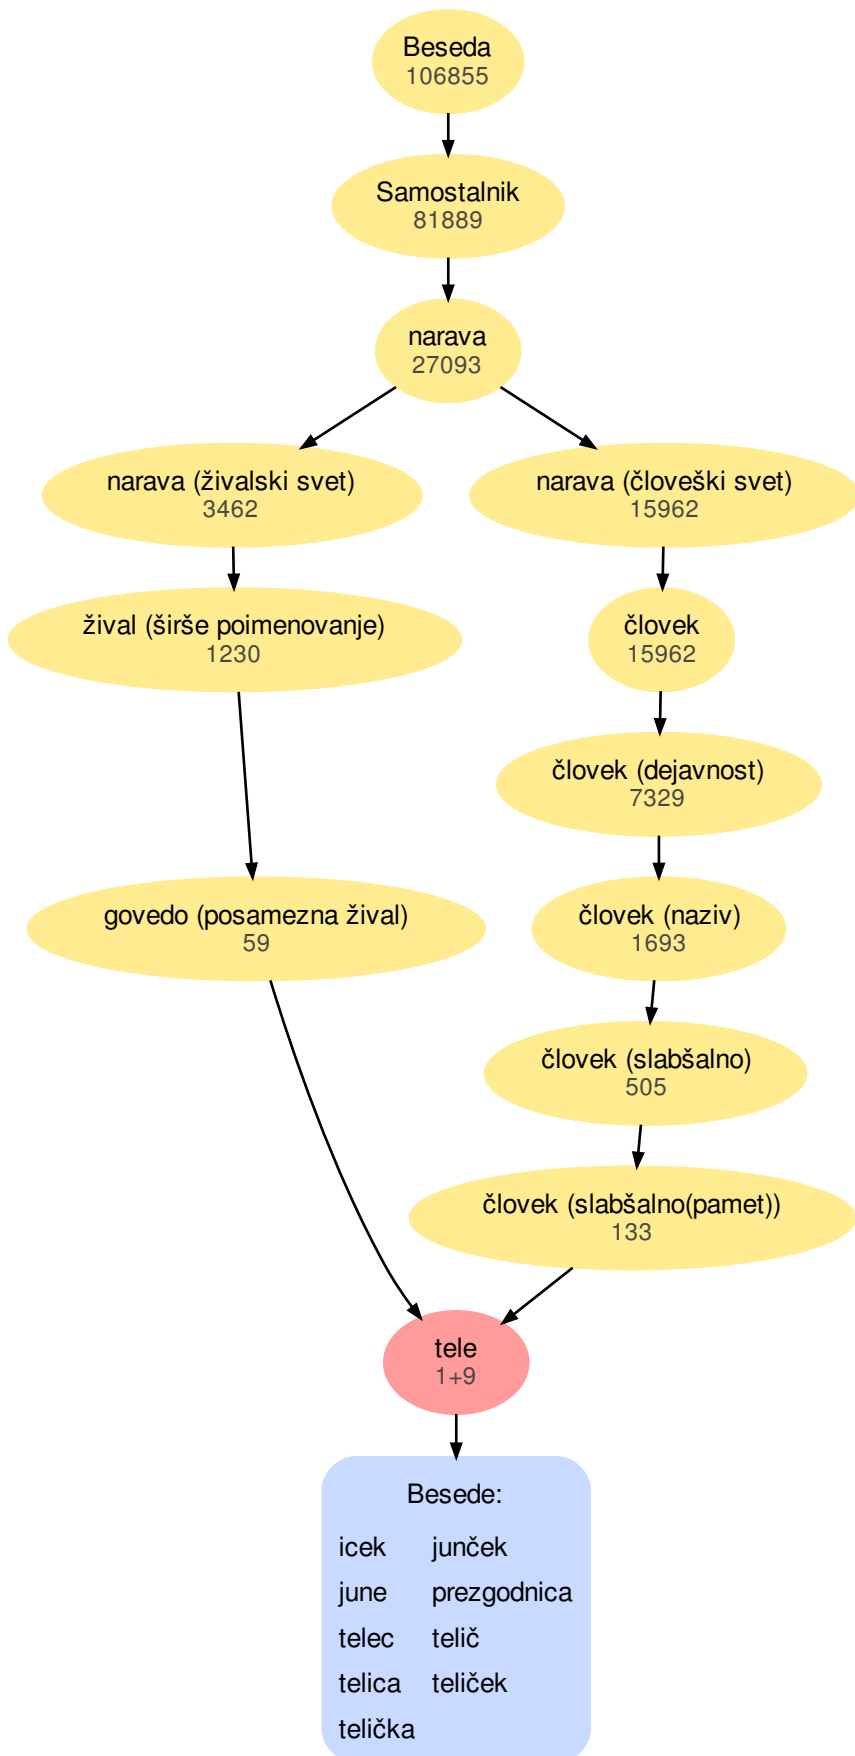 Beseda
106855
Samostalnik
81889
narava
27093
narava (živalski svet)
3462
narava (človeški svet)
15962
žival (širše poimenovanje)
1230
človek
15962
človek (dejavnost)
7329
govedo (posamezna žival)
59
človek (naziv)
1693
človek (slabšalno)
505
človek (slabšalno(pamet))
133
tele
1+9
Besede:
icek junček
june prezgodnica
telec telič
telica teliček
telička